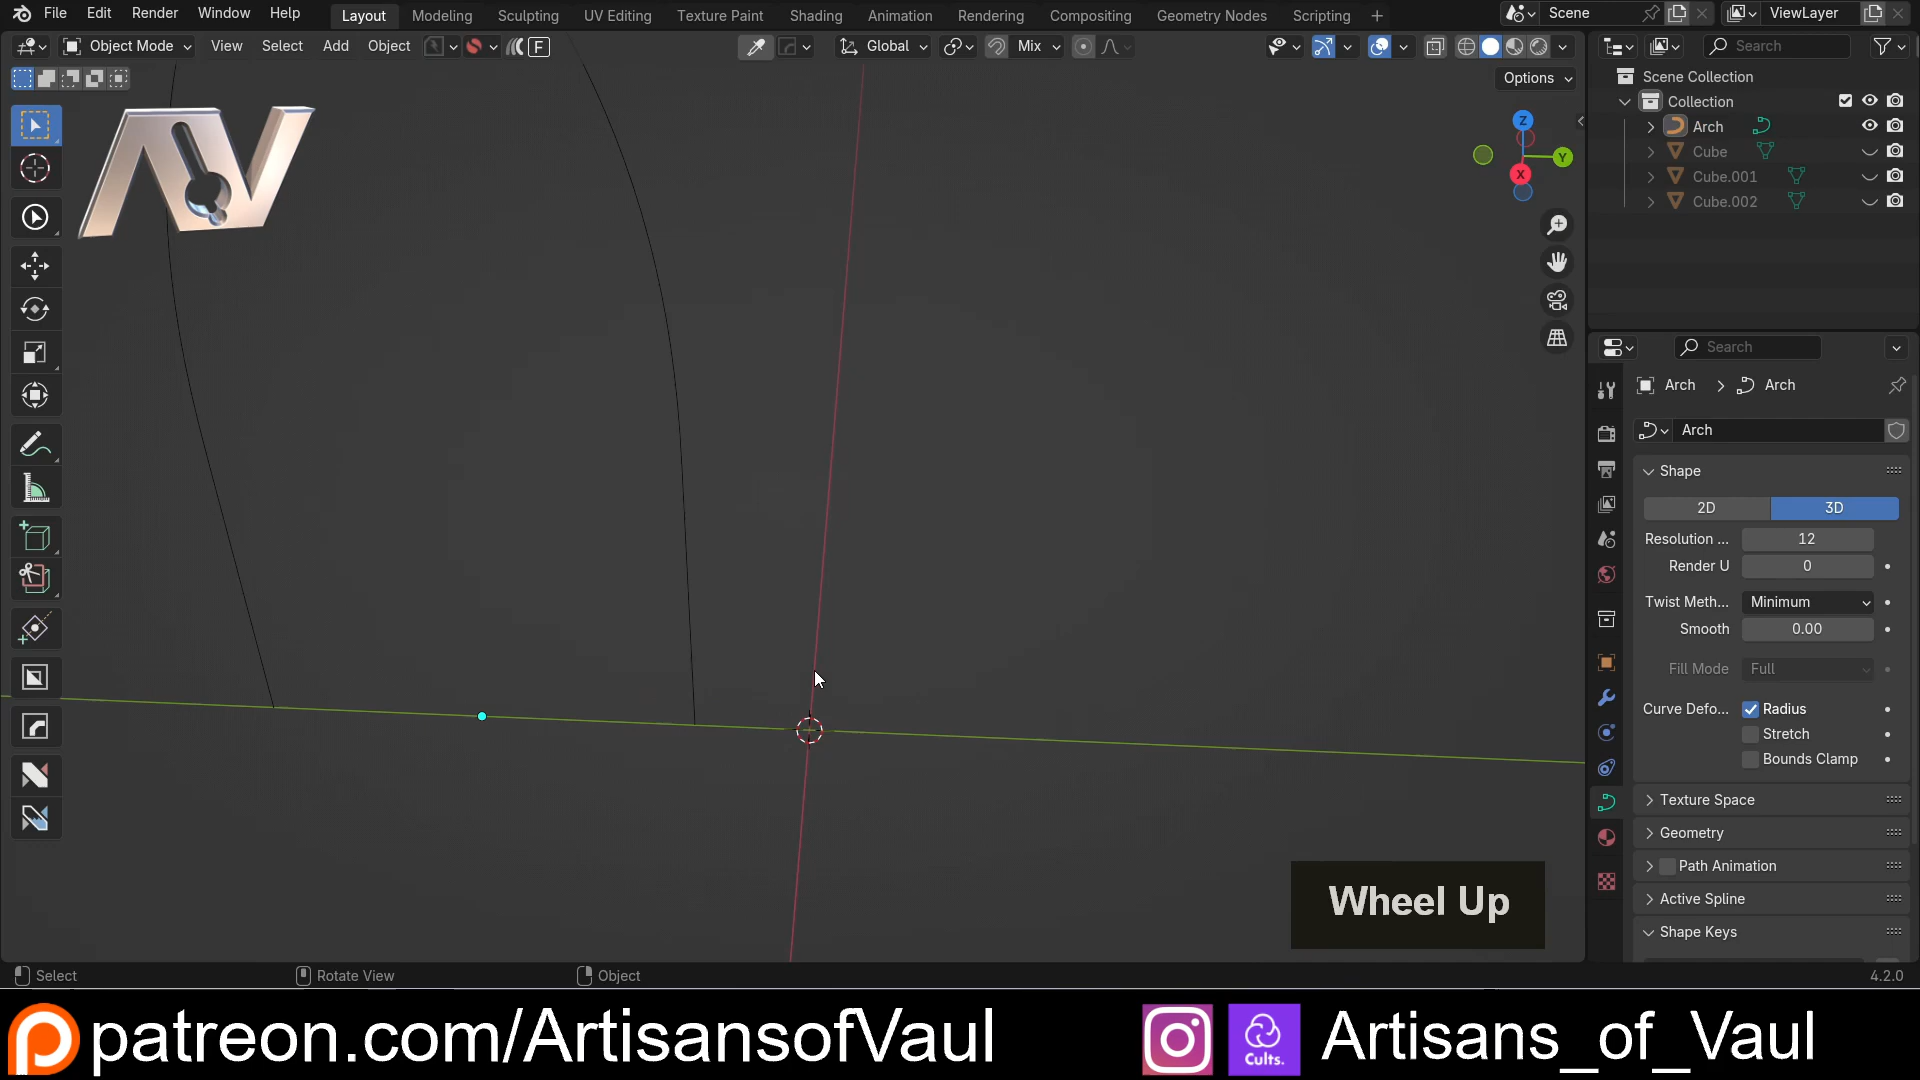 File Edit Render Window Help Layout Modeling Sculpting UV Editing Texture Paint Shading Animation Rendering Compositing Geometry Nodes Scripting + Scene ViewLayer
Object Mode View Select Add Object F Global Mix Search
Options
Scene Collection
Collection
Arch
Cube
Cube.001
Cube.002
Z
Y
X
Search
Arch > Arch
Arch
Shape
2D 3D
Resolution ... 12
Render U 0
Twist Meth... Minimum
Smooth 0.00
Fill Mode Full
Curve Defo... Radius
Stretch
Bounds Clamp
Texture Space
Geometry
Path Animation
Active Spline
Shape Keys
Wheel Up
Select Rotate View Object 4.2.0
patreon.com/ArtisansofVaul Cults. Artisans_of_Vaul